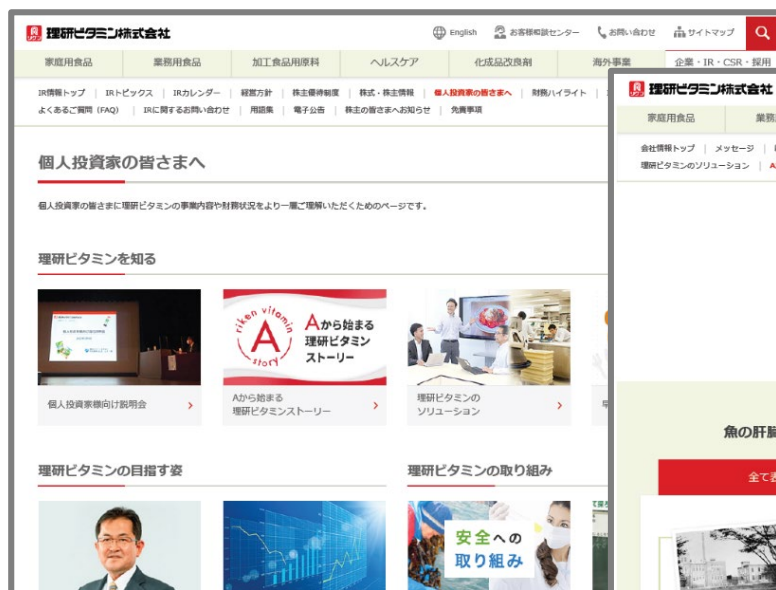 理研ビタミン株式会社
English お客様相談センター お問い合わせ サイトマップ
家庭用食品 業務用食品 加工食品用原料 ヘルスケア 化成品改良剤 海外事業 企業・IR・CSR・採用
IR情報トップ | IRトピックス | IRカレンダー | 経営方針 | 株主優待制度 | 株式・株主情報 | 個人投資家の皆さまへ | 財務ハイライト |
よくあるご質問（FAQ） | IRに関するお問い合わせ | 用語集 | 電子公告 | 株主の皆さまへお知らせ | 免責事項
個人投資家の皆さまへ
個人投資家の皆さまに理研ビタミンの事業内容や財務状況をより一層ご理解いただくためのページです。
理研ビタミンを知る
riken vitamin
A
story
Aから始まる
理研ビタミン
ストーリー
個人投資家様向け説明会
Aから始まる
理研ビタミンストーリー
理研ビタミンの
ソリューション
理研ビタミンの目指す姿
理研ビタミンの取り組み
安全への
取り組み
理研ビタミン株式会社
家庭用食品 業務
会社情報トップ | メッセージ |
理研ビタミンのソリューション | A
魚の肝臓
全て